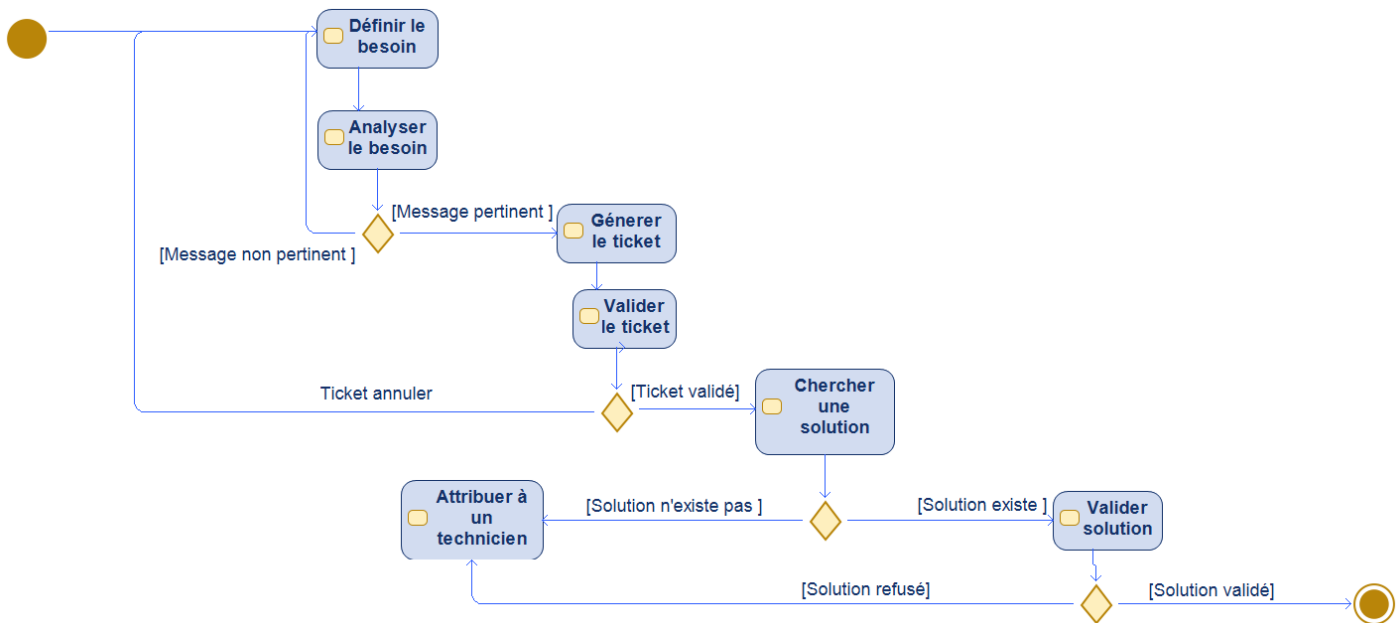 Définir le
besoin
Analyser
le besoin
[Message pertinent ]
[Message non pertinent ]
Génerer
le ticket
Valider
le ticket
Ticket annuler
[Ticket validé]
Chercher
une
solution
Attribuer à
un
technicien
[Solution n'existe pas ]
[Solution existe ]
Valider
solution
[Solution refusé]
[Solution validé]